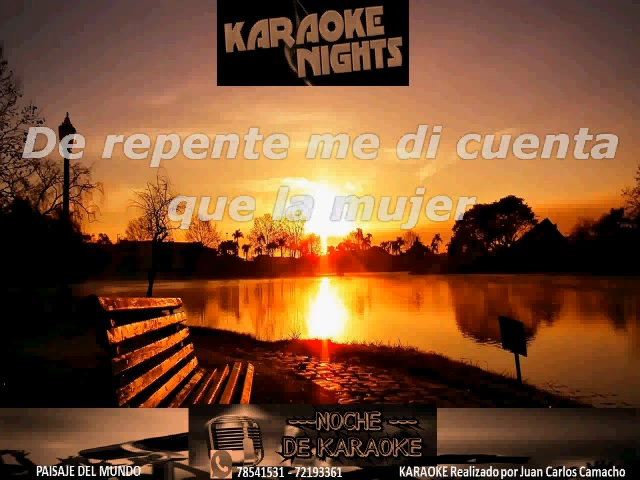 KARAOKE
NIGHTS
De repente me di cuenta
que la mujer
NOCHE
DE KARAOKE
PAISAJE DEL MUNDO
78541531 - 72193361
KARAOKE Realizado por Juan Carlos Camacho